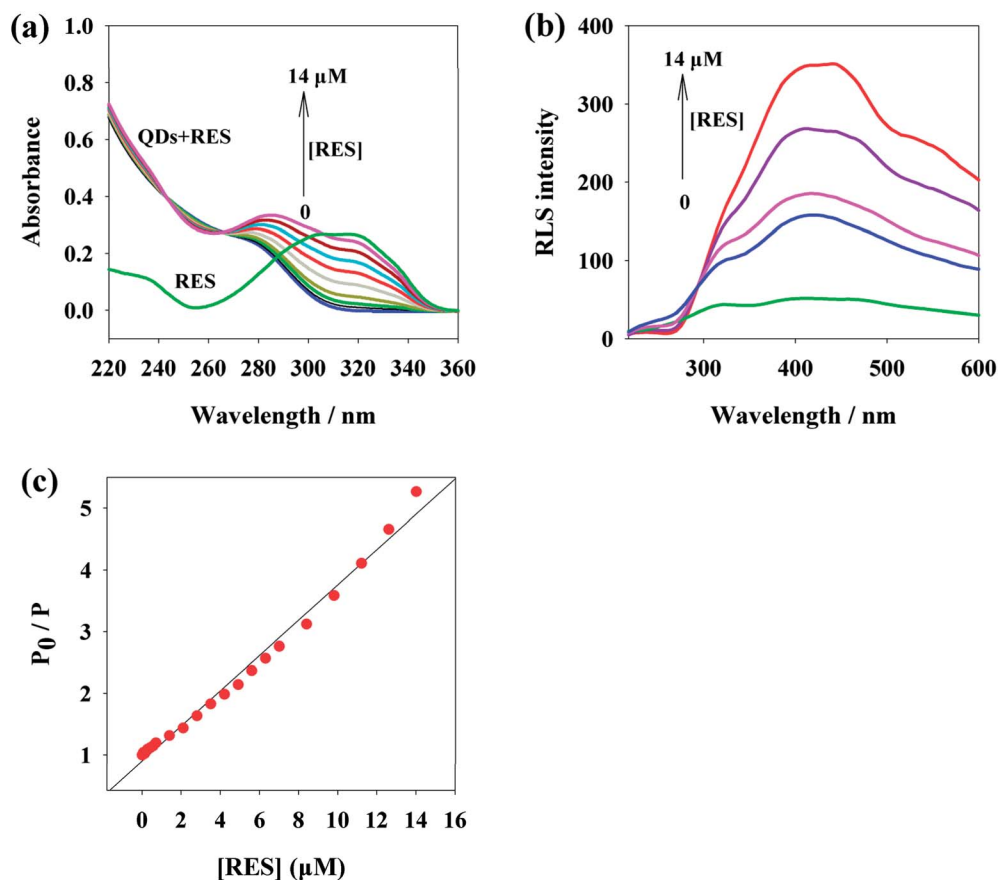 (a)
1.0
0.8
0.6
0.4
0.2
0.0
Absorbance
14 µM
[RES]
0
QDs+RES
RES
220 240 260 280 300 320 340 360
Wavelength / nm
(b)
400
300
200
100
0
RLS intensity
14 µM
[RES]
0
300 400 500 600
Wavelength / nm
(c)
5
4
3
2
1
P0 / P
0 2 4 6 8 10 12 14 16
[RES] (µM)